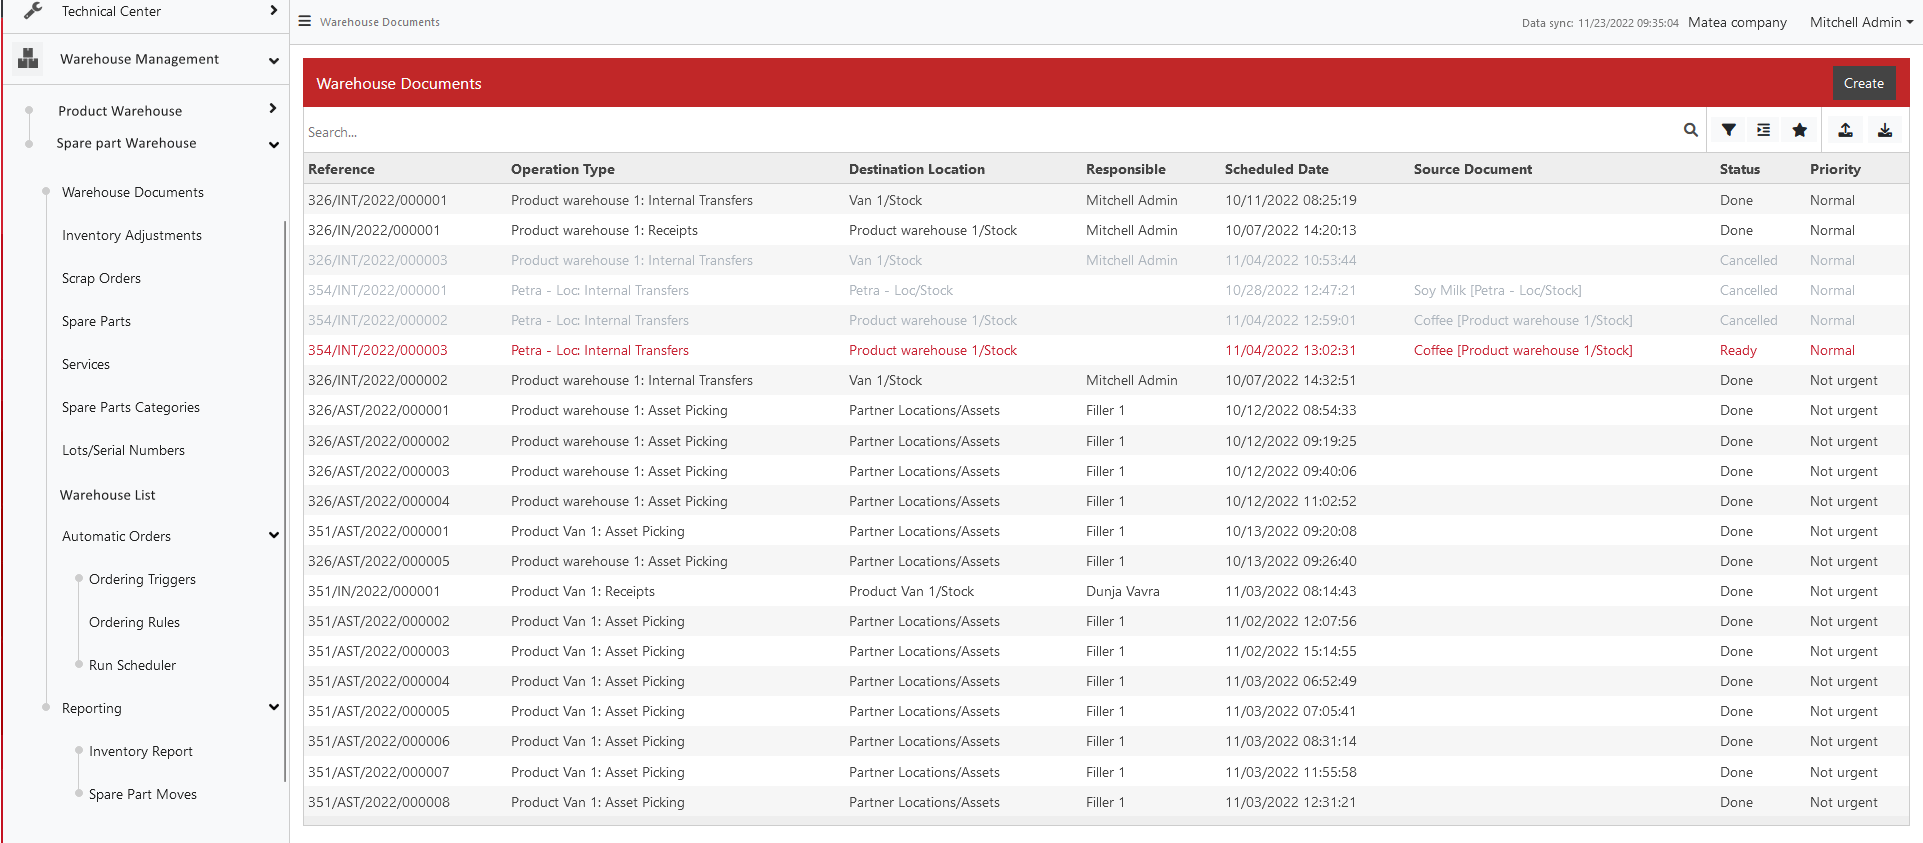 Technical Center
Warehouse Management
Product Warehouse
Spare part Warehouse
Warehouse Documents
Inventory Adjustments
Scrap Orders
Spare Parts
Services
Spare Parts Categories
Lots/Serial Numbers
Warehouse List
Automatic Orders
Ordering Triggers
Ordering Rules
Run Scheduler
Reporting
Inventory Report
Spare Part Moves
Warehouse Documents Data sync: 11/23/2022 09:35:04 Matea company Mitchell Admin
Warehouse Documents Create
Search...
Reference Operation Type Destination Location Responsible Scheduled Date Source Document Status Priority
326/INT/2022/000001 Product warehouse 1: Internal Transfers Van 1/Stock Mitchell Admin 10/11/2022 08:25:19 Done Normal
326/IN/2022/000001 Product warehouse 1: Receipts Product warehouse 1/Stock Mitchell Admin 10/07/2022 14:20:13 Done Normal
326/INT/2022/000003 Product warehouse 1: Internal Transfers Van 1/Stock Mitchell Admin 11/04/2022 10:53:44 Cancelled Normal
354/INT/2022/000001 Petra - Loc: Internal Transfers Petra - Loc/Stock 10/28/2022 12:47:21 Soy Milk [Petra - Loc/Stock] Cancelled Normal
354/INT/2022/000002 Petra - Loc: Internal Transfers Product warehouse 1/Stock 11/04/2022 12:59:01 Coffee [Product warehouse 1/Stock] Cancelled Normal
354/INT/2022/000003 Petra - Loc: Internal Transfers Product warehouse 1/Stock 11/04/2022 13:02:31 Coffee [Product warehouse 1/Stock] Ready Normal
326/INT/2022/000002 Product warehouse 1: Internal Transfers Van 1/Stock Mitchell Admin 10/07/2022 14:32:51 Done Not urgent
326/AST/2022/000001 Product warehouse 1: Asset Picking Partner Locations/Assets Filler 1 10/12/2022 08:54:33 Done Not urgent
326/AST/2022/000002 Product warehouse 1: Asset Picking Partner Locations/Assets Filler 1 10/12/2022 09:19:25 Done Not urgent
326/AST/2022/000003 Product warehouse 1: Asset Picking Partner Locations/Assets Filler 1 10/12/2022 09:40:06 Done Not urgent
326/AST/2022/000004 Product warehouse 1: Asset Picking Partner Locations/Assets Filler 1 10/12/2022 11:02:52 Done Not urgent
351/AST/2022/000001 Product Van 1: Asset Picking Partner Locations/Assets Filler 1 10/13/2022 09:20:08 Done Not urgent
326/AST/2022/000005 Product warehouse 1: Asset Picking Partner Locations/Assets Filler 1 10/13/2022 09:26:40 Done Not urgent
351/IN/2022/000001 Product Van 1: Receipts Product Van 1/Stock Dunja Vavra 11/03/2022 08:14:43 Done Not urgent
351/AST/2022/000002 Product Van 1: Asset Picking Partner Locations/Assets Filler 1 11/02/2022 12:07:56 Done Not urgent
351/AST/2022/000003 Product Van 1: Asset Picking Partner Locations/Assets Filler 1 11/02/2022 15:14:55 Done Not urgent
351/AST/2022/000004 Product Van 1: Asset Picking Partner Locations/Assets Filler 1 11/03/2022 06:52:49 Done Not urgent
351/AST/2022/000005 Product Van 1: Asset Picking Partner Locations/Assets Filler 1 11/03/2022 07:05:41 Done Not urgent
351/AST/2022/000006 Product Van 1: Asset Picking Partner Locations/Assets Filler 1 11/03/2022 08:31:14 Done Not urgent
351/AST/2022/000007 Product Van 1: Asset Picking Partner Locations/Assets Filler 1 11/03/2022 11:55:58 Done Not urgent
351/AST/2022/000008 Product Van 1: Asset Picking Partner Locations/Assets Filler 1 11/03/2022 12:31:21 Done Not urgent